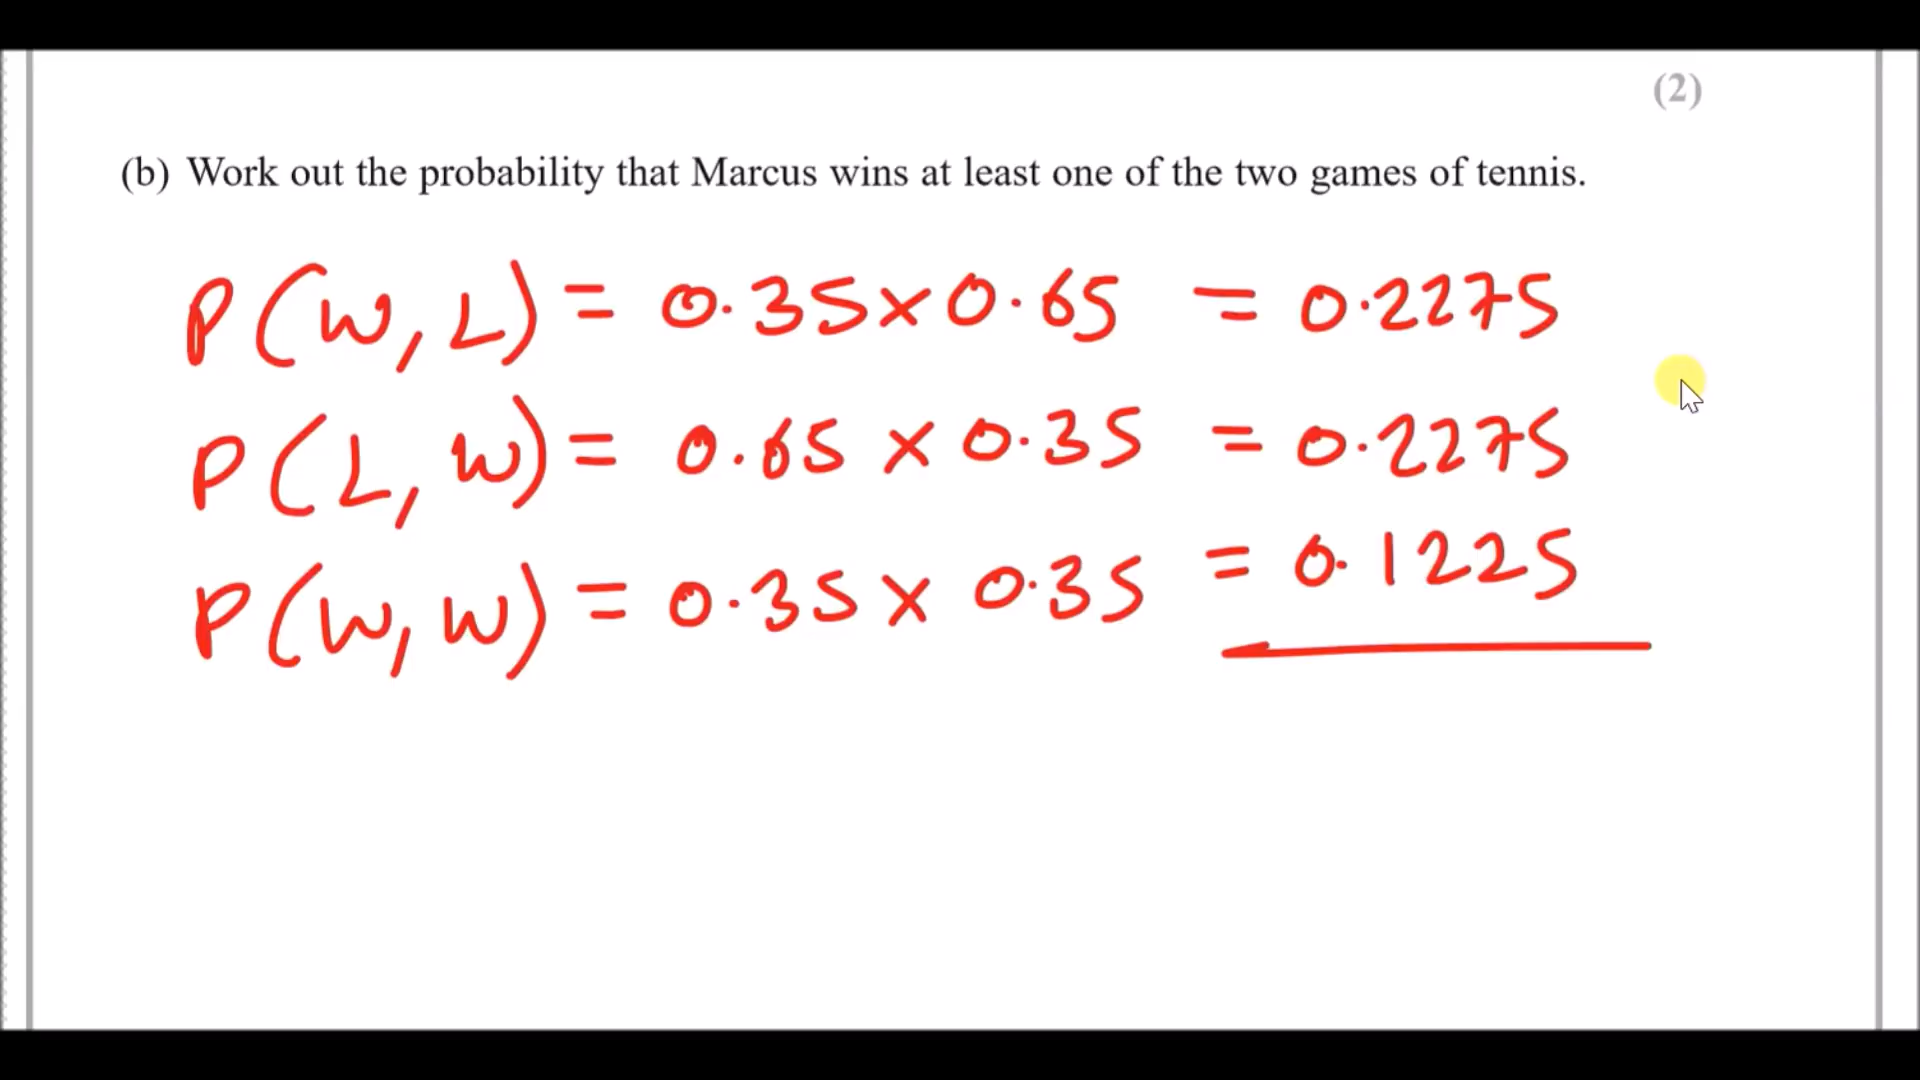 (2)
(b) Work out the probability that Marcus wins at least one of the two games of tennis.
P(W, L) = 0.35 x 0.65 = 0.2275
P(L, W) = 0.65 x 0.35 = 0.2275
P(W, W) = 0.35 x 0.35 = 0.1225